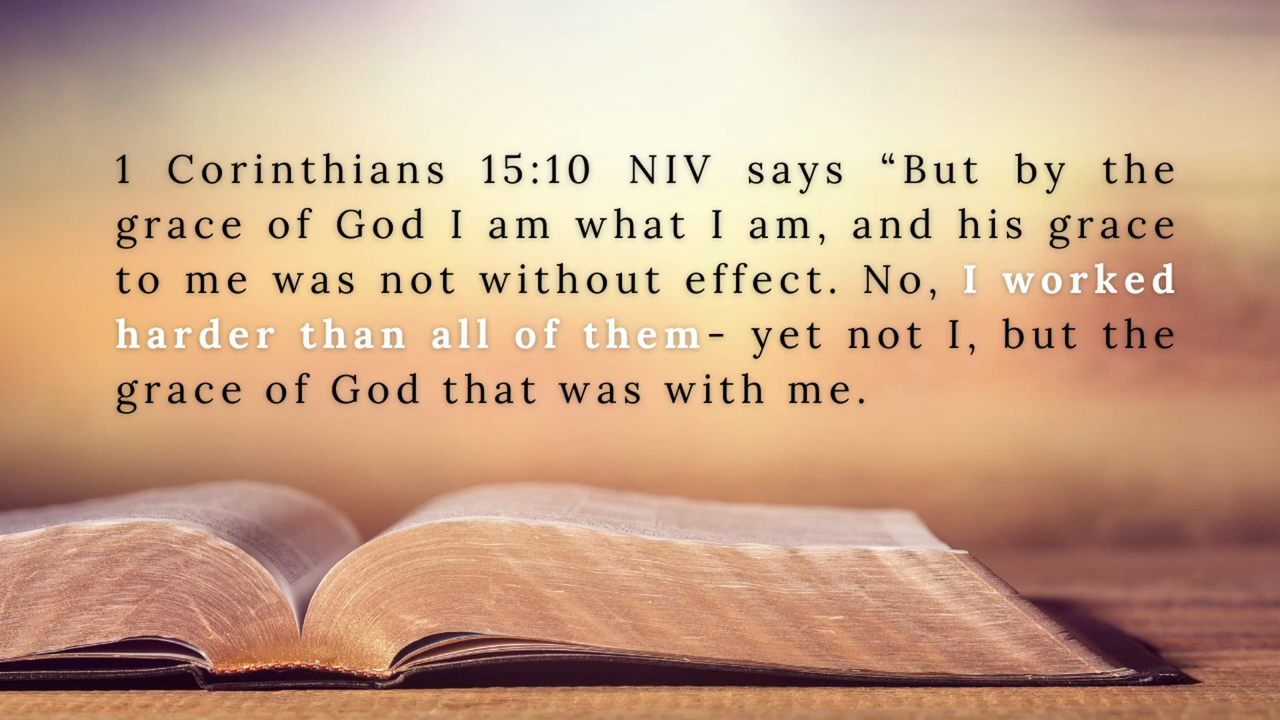 1 Corinthians 15:10 NIV says “But by the
grace of God I am what I am, and his grace
to me was not without effect. No, I worked
harder than all of them- yet not I, but the
grace of God that was with me.